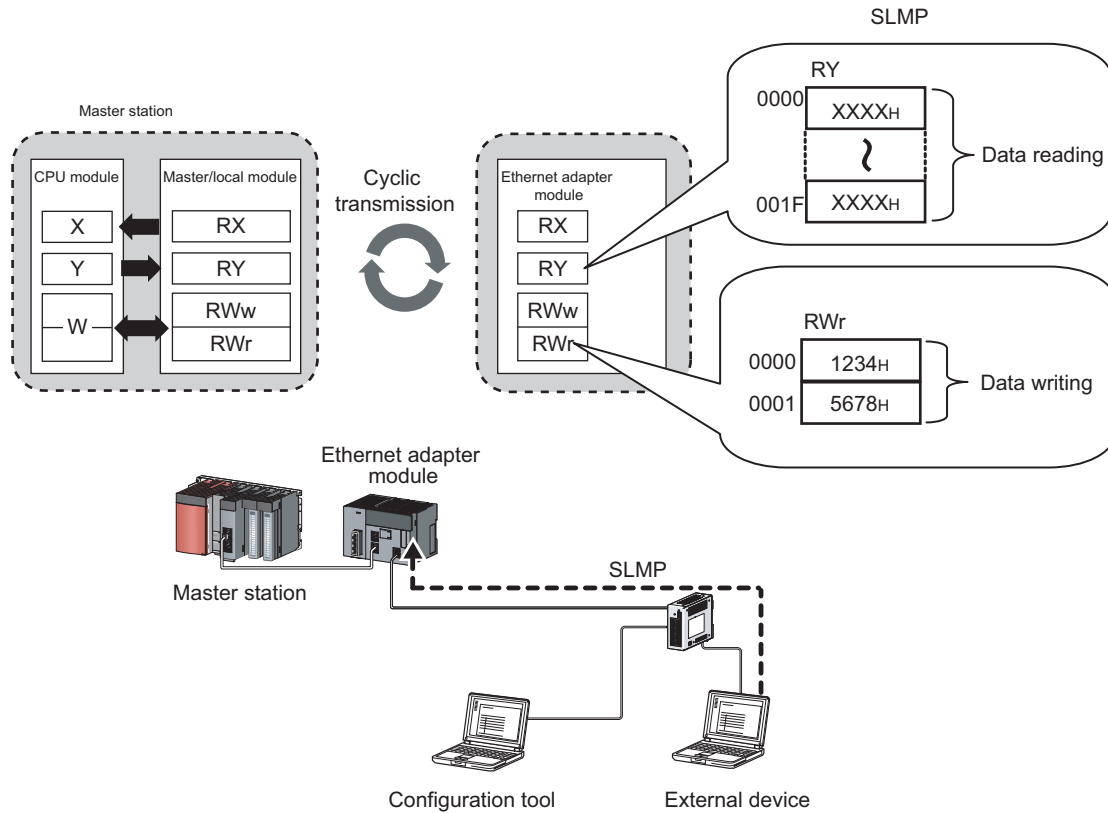 SLMP
RY
0000
XXXXH
Data reading
001F
XXXXH
Master station
CPU module
Master/local module
X
RX
Y
RY
W
RWw
RWr
Cyclic
transmission
Ethernet adapter
module
RX
RY
RWw
RWr
RWr
0000
1234H
Data writing
0001
5678H
Ethernet adapter
module
Master station
SLMP
Configuration tool
External device